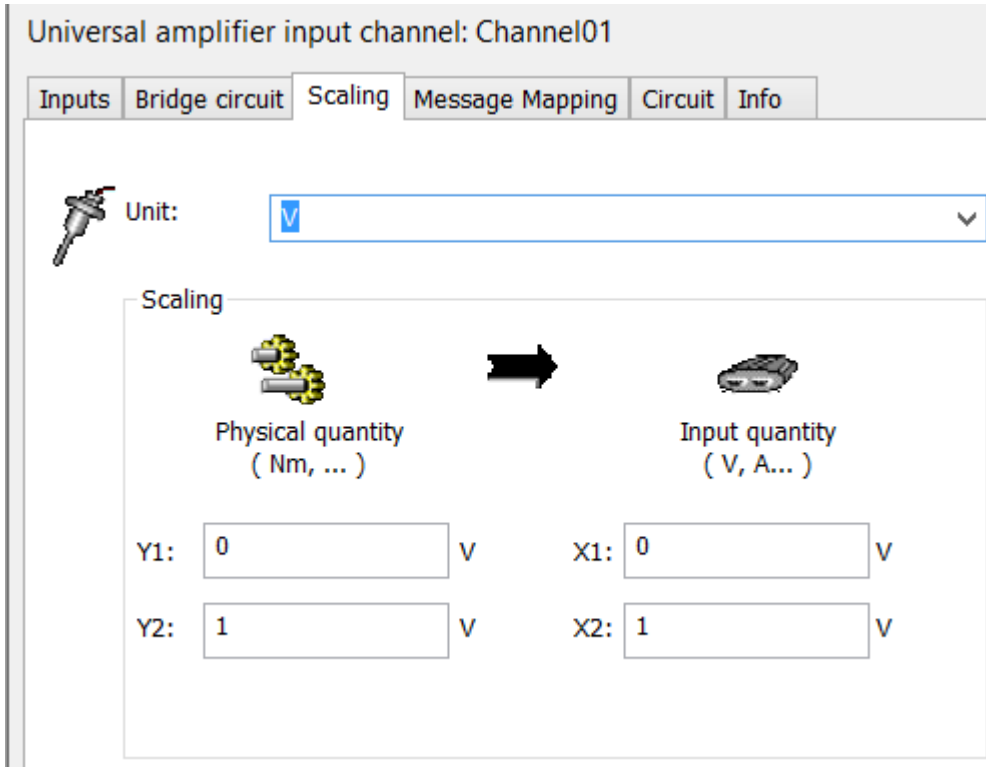 Universal amplifier input channel: Channel01
Inputs Bridge circuit Scaling Message Mapping Circuit Info
Unit: V
Scaling
Physical quantity Input quantity
( Nm, ... ) ( V, A... )
Y1: 0 V X1: 0 V
Y2: 1 V X2: 1 V